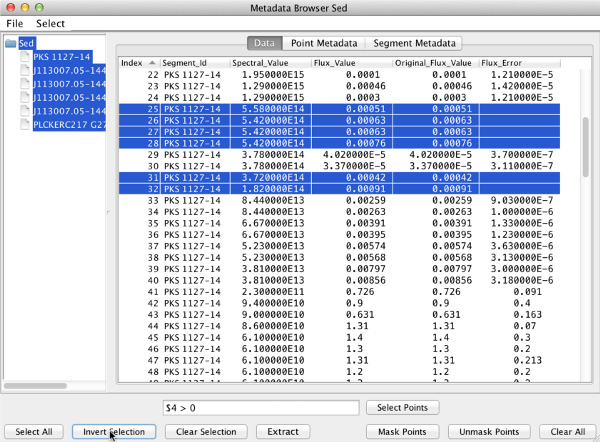 Metadata Browser Sed
File Select
Sed
PKS 1127-14
J113007.05-144
J113007.05-144
J113007.05-144
J113007.05-144
PLCKERC217 G27
Data Point Metadata Segment Metadata
Index Segment_Id Spectral_Value Flux_Value Original_Flux_Value Flux_Error
22 PKS 1127-14 1.950000E15 0.0001 0.0001 1.210000E-5
23 PKS 1127-14 1.290000E15 0.00046 0.00046 1.420000E-5
24 PKS 1127-14 1.290000E15 0.0003 0.0003 1.210000E-5
25 PKS 1127-14 5.580000E14 0.00051 0.00051
26 PKS 1127-14 5.420000E14 0.00063 0.00063
27 PKS 1127-14 5.420000E14 0.00063 0.00063
28 PKS 1127-14 5.420000E14 0.00076 0.00076
29 PKS 1127-14 3.780000E14 4.020000E-5 4.020000E-5 3.700000E-7
30 PKS 1127-14 3.780000E14 3.370000E-5 3.370000E-5 3.110000E-7
31 PKS 1127-14 3.720000E14 0.00042 0.00042
32 PKS 1127-14 1.820000E14 0.00091 0.00091
33 PKS 1127-14 8.440000E13 0.00259 0.00259 9.030000E-7
34 PKS 1127-14 8.440000E13 0.00263 0.00263 1.000000E-6
35 PKS 1127-14 6.670000E13 0.00391 0.00391 1.330000E-6
36 PKS 1127-14 6.670000E13 0.00395 0.00395 1.230000E-6
37 PKS 1127-14 5.230000E13 0.00574 0.00574 3.630000E-6
38 PKS 1127-14 5.230000E13 0.00568 0.00568 3.130000E-6
39 PKS 1127-14 3.810000E13 0.00797 0.00797 3.000000E-6
40 PKS 1127-14 3.810000E13 0.00856 0.00856 3.180000E-6
41 PKS 1127-14 2.300000E11 0.726 0.726 0.091
42 PKS 1127-14 9.400000E10 0.9 0.9 0.4
43 PKS 1127-14 9.000000E10 0.631 0.631 0.163
44 PKS 1127-14 8.600000E10 1.31 1.31 0.07
45 PKS 1127-14 6.100000E10 1.4 1.4 0.3
46 PKS 1127-14 6.100000E10 1.3 1.3 0.2
47 PKS 1127-14 6.100000E10 1.31 1.31 0.213
48 PKS 1127-14 6.100000E10 1.2 1.2 0.2
$4 > 0 Select Points
Select All Invert Selection Clear Selection Extract Mask Points Unmask Points Clear All